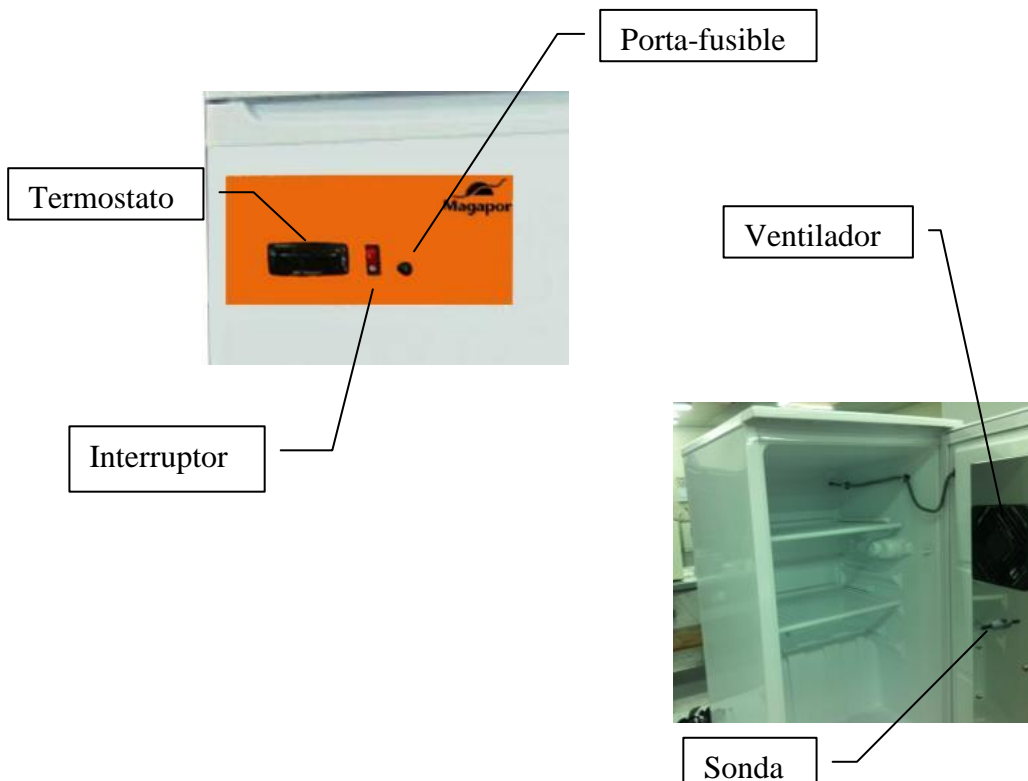 Porta-fusible
Termostato
Magapor
Ventilador
Interruptor
Sonda